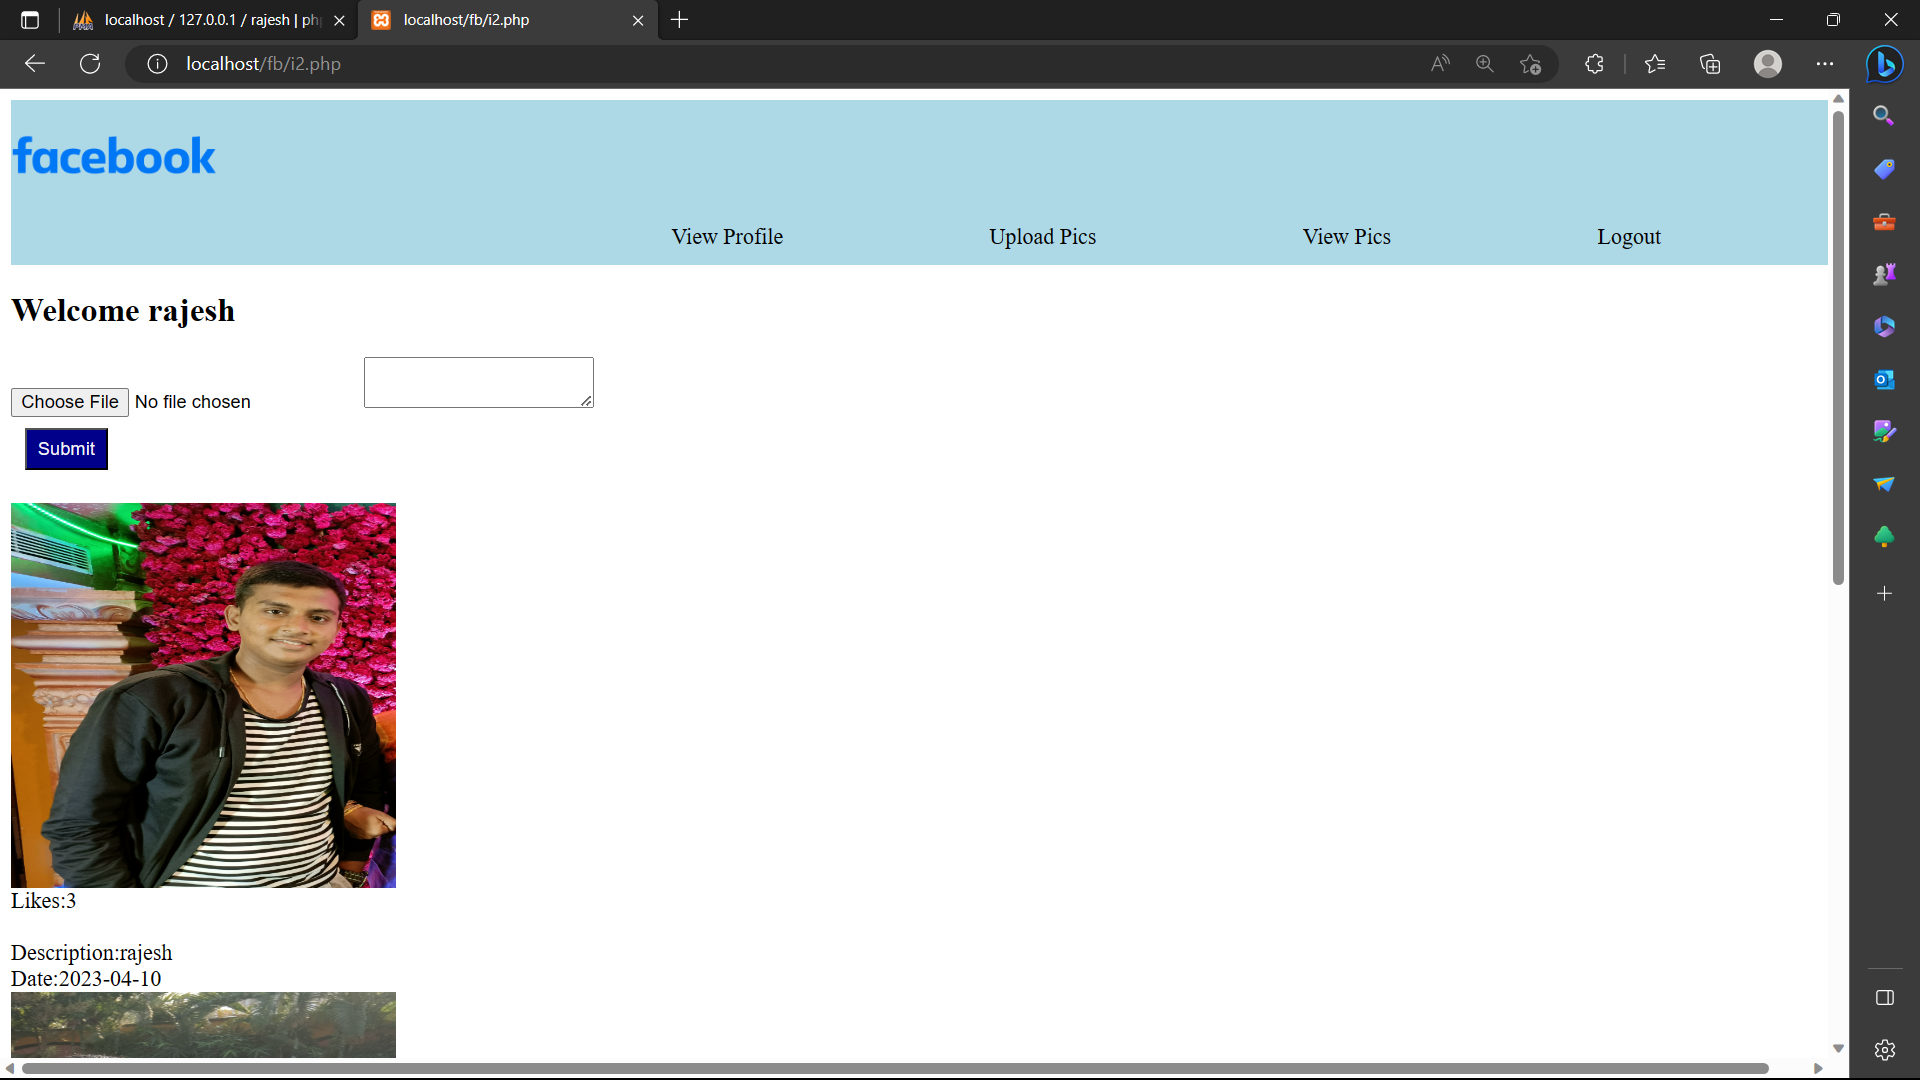 localhost / 127.0.0.1 / rajesh | ph
localhost/fb/i2.php
localhost/fb/i2.php
facebook
View Profile Upload Pics View Pics Logout
Welcome rajesh
Choose File No file chosen
Submit
Likes:3
Description:rajesh
Date:2023-04-10